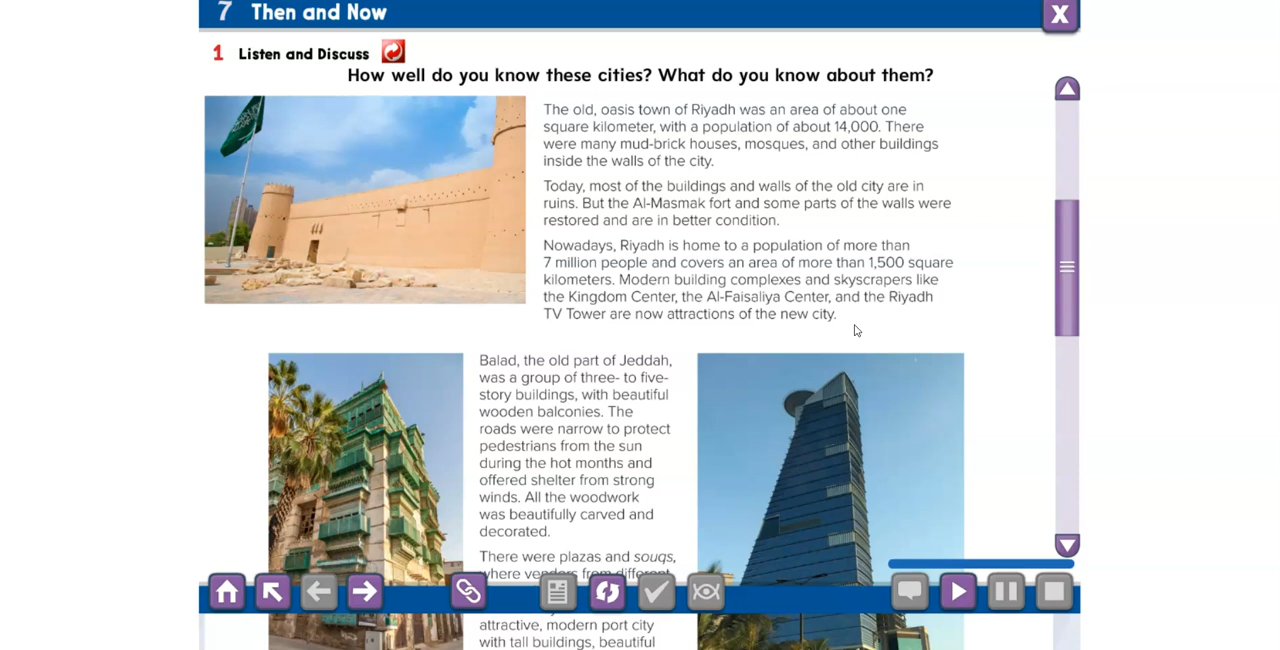 7 Then and Now
X
1 Listen and Discuss
How well do you know these cities? What do you know about them?
The old, oasis town of Riyadh was an area of about one
square kilometer, with a population of about 14,000. There
were many mud-brick houses, mosques, and other buildings
inside the walls of the city.
Today, most of the buildings and walls of the old city are in
ruins. But the Al-Masmak fort and some parts of the walls were
restored and are in better condition.
Nowadays, Riyadh is home to a population of more than
7 million people and covers an area of more than 1,500 square
kilometers. Modern building complexes and skyscrapers like
the Kingdom Center, the Al-Faisaliya Center, and the Riyadh
TV Tower are now attractions of the new city.
Balad, the old part of Jeddah,
was a group of three- to five-
story buildings, with beautiful
wooden balconies. The
roads were narrow to protect
pedestrians from the sun
during the hot months and
offered shelter from strong
winds. All the woodwork
was beautifully carved and
decorated.
There were plazas and souqs,
where vendors from different
attractive, modern port city
with tall buildings, beautiful